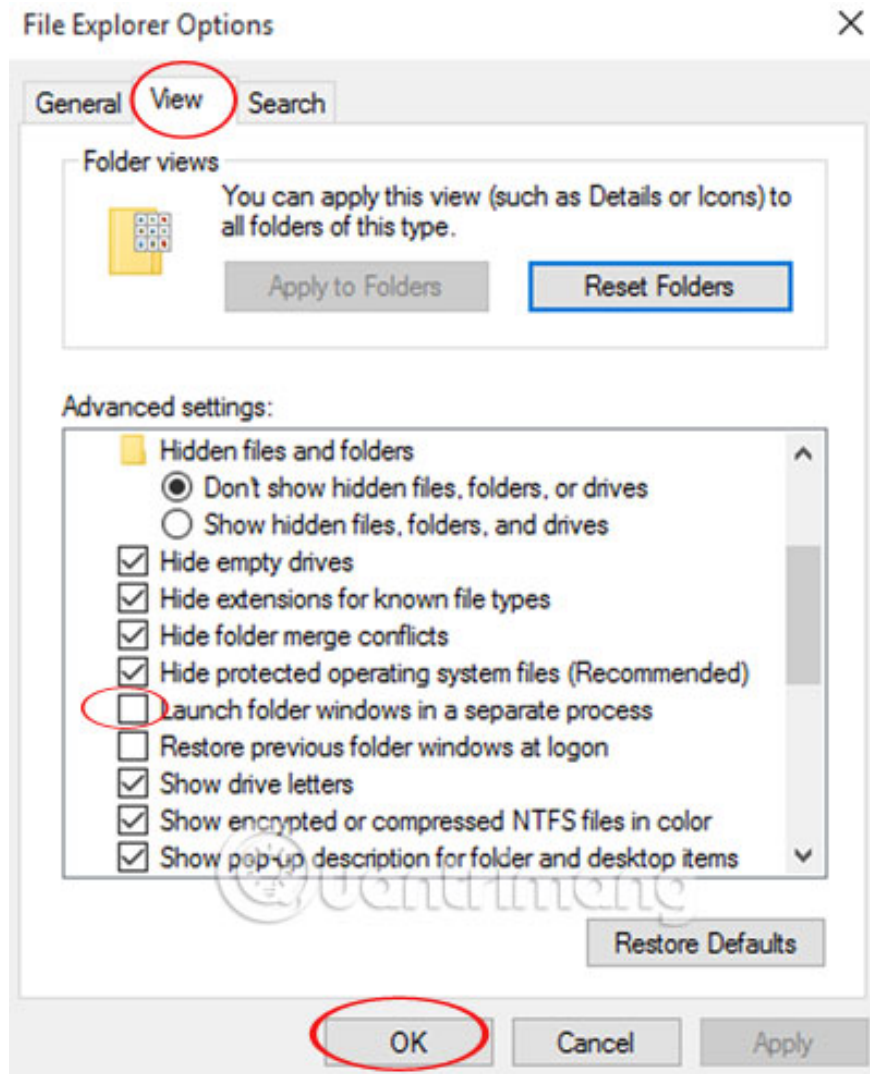 File Explorer Options
General View Search
Folder views
You can apply this view (such as Details or Icons) to
all folders of this type.
Apply to Folders Reset Folders
Advanced settings:
Hidden files and folders
Don't show hidden files, folders, or drives
Show hidden files, folders, and drives
Hide empty drives
Hide extensions for known file types
Hide folder merge conflicts
Hide protected operating system files (Recommended)
Launch folder windows in a separate process
Restore previous folder windows at logon
Show drive letters
Show encrypted or compressed NTFS files in color
Show pop-up description for folder and desktop items
Quantrimang
Restore Defaults
OK Cancel Apply